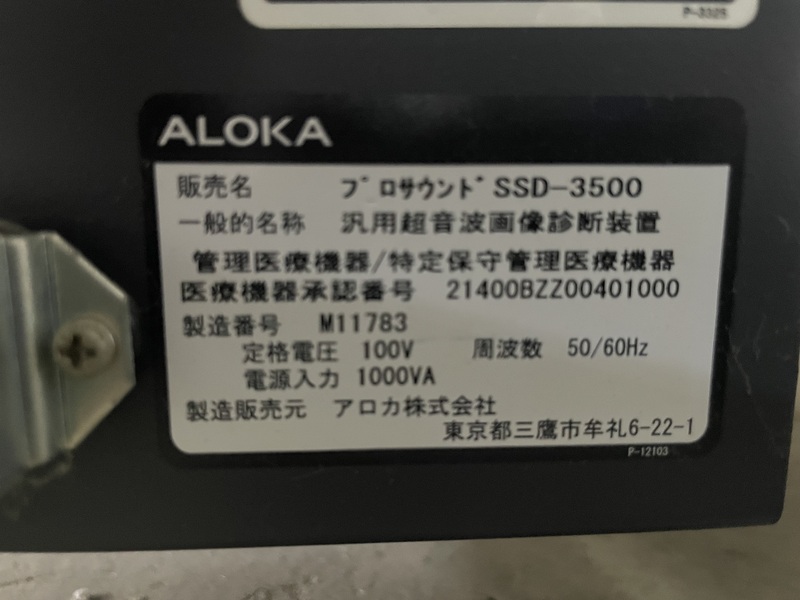 P-3325
ALOKA
販売名 プロサウンド SSD-3500
一般的名称 汎用超音波画像診断装置
管理医療機器/特定保守管理医療機器
医療機器承認番号 21400BZZ00401000
製造番号 M11783
定格電圧 100V 周波数 50/60Hz
電源入力 1000VA
製造販売元 アロカ株式会社
東京都三鷹市牟礼6-22-1
P-12103